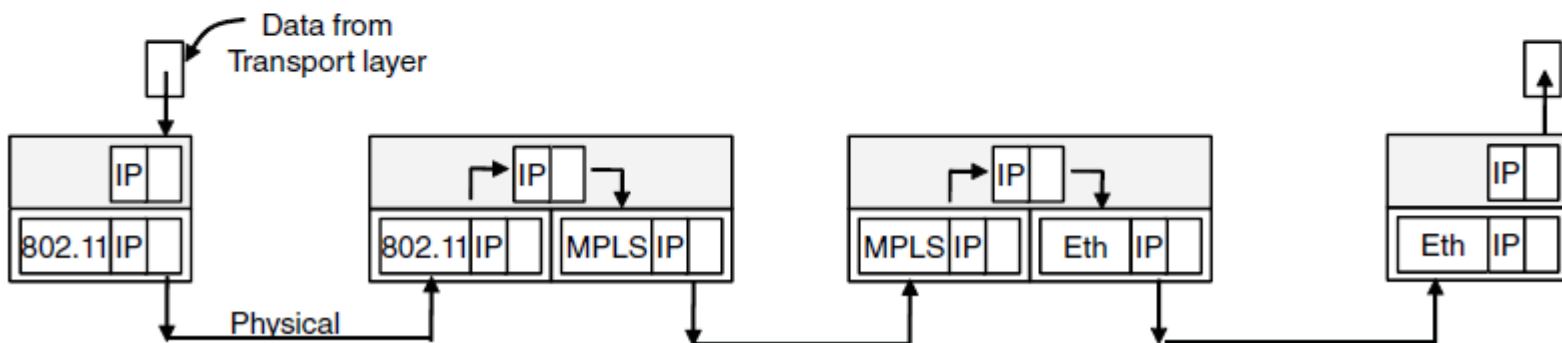 Data from
Transport layer
IP
IP
IP
IP
802.11 IP
802.11 IP
MPLS IP
MPLS IP
Eth IP
Eth IP
Physical